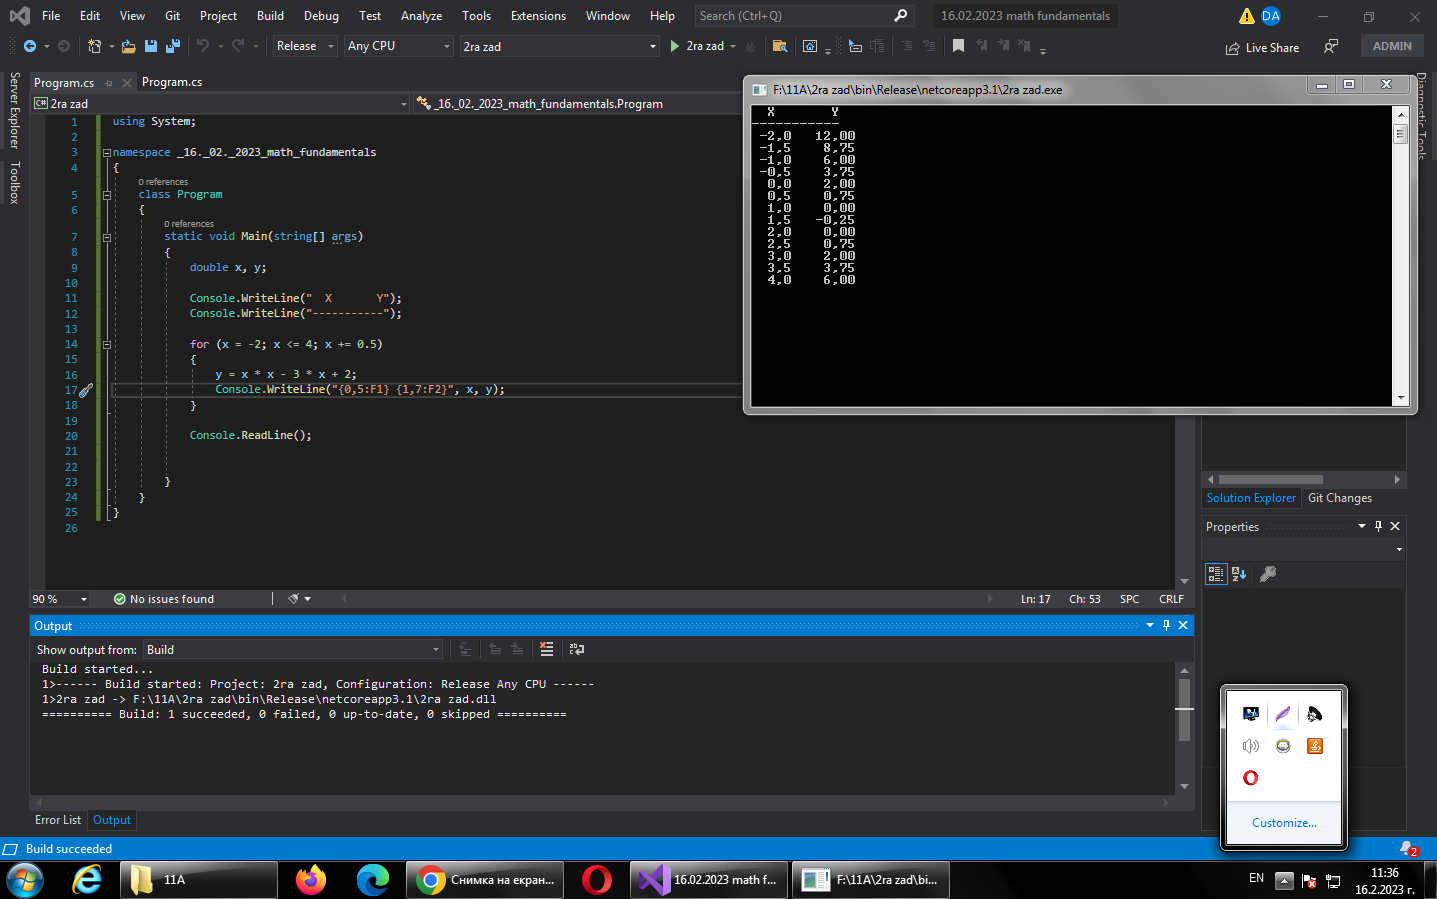 File Edit View Git Project Build Debug Test Analyze Tools Extensions Window Help Search (Ctrl+Q) 16.02.2023 math fundamentals DA
Release Any CPU 2ra zad 2ra zad Live Share ADMIN
Server Explorer
Toolbox
Program.cs Program.cs
C# 2ra zad _16._02._2023_math_fundamentals.Program
1 using System;
2
3 namespace _16._02._2023_math_fundamentals
4 {
0 references
5 class Program
6 {
0 references
7 static void Main(string[] args)
8 {
9 double x, y;
10
11 Console.WriteLine("  X       Y");
12 Console.WriteLine("-----------");
13
14 for (x = -2; x <= 4; x += 0.5)
15 {
16 y = x * x - 3 * x + 2;
17 Console.WriteLine("{0,5:F1} {1,7:F2}", x, y);
18 }
19
20 Console.ReadLine();
21
22
23 }
24 }
25 }
26
F:\11A\2ra zad\bin\Release\netcoreapp3.1\2ra zad.exe
X Y
-----------
-2,0 12,00
-1,5 8,75
-1,0 6,00
-0,5 3,75
0,0 2,00
0,5 0,75
1,0 0,00
1,5 -0,25
2,0 0,00
2,5 0,75
3,0 2,00
3,5 3,75
4,0 6,00
Diagnostic Tools
Solution Explorer Git Changes
Properties
90 % No issues found Ln: 17 Ch: 53 SPC CRLF
Output
Show output from: Build
Build started...
1>------ Build started: Project: 2ra zad, Configuration: Release Any CPU ------
1>2ra zad -> F:\11A\2ra zad\bin\Release\netcoreapp3.1\2ra zad.dll
========== Build: 1 succeeded, 0 failed, 0 up-to-date, 0 skipped ==========
Error List Output
Customize...
Build succeeded 2
11A Снимка на екран... 16.02.2023 math f... F:\11A\2ra zad\bi... EN 11:36
16.2.2023 г.